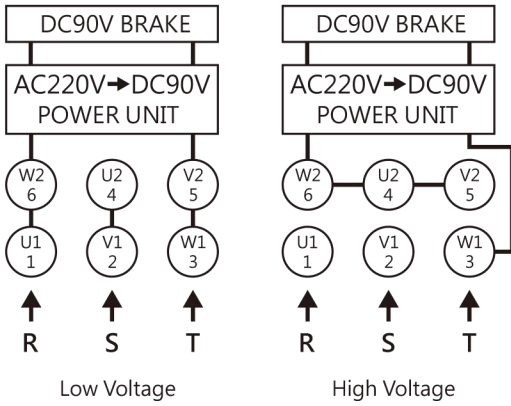 DC90V BRAKE
AC220V→DC90V
POWER UNIT
W2 U2 V2
6 4 5
U1 V1 W1
1 2 3
R S T
Low Voltage
DC90V BRAKE
AC220V→DC90V
POWER UNIT
W2 U2 V2
6 4 5
U1 V1 W1
1 2 3
R S T
High Voltage